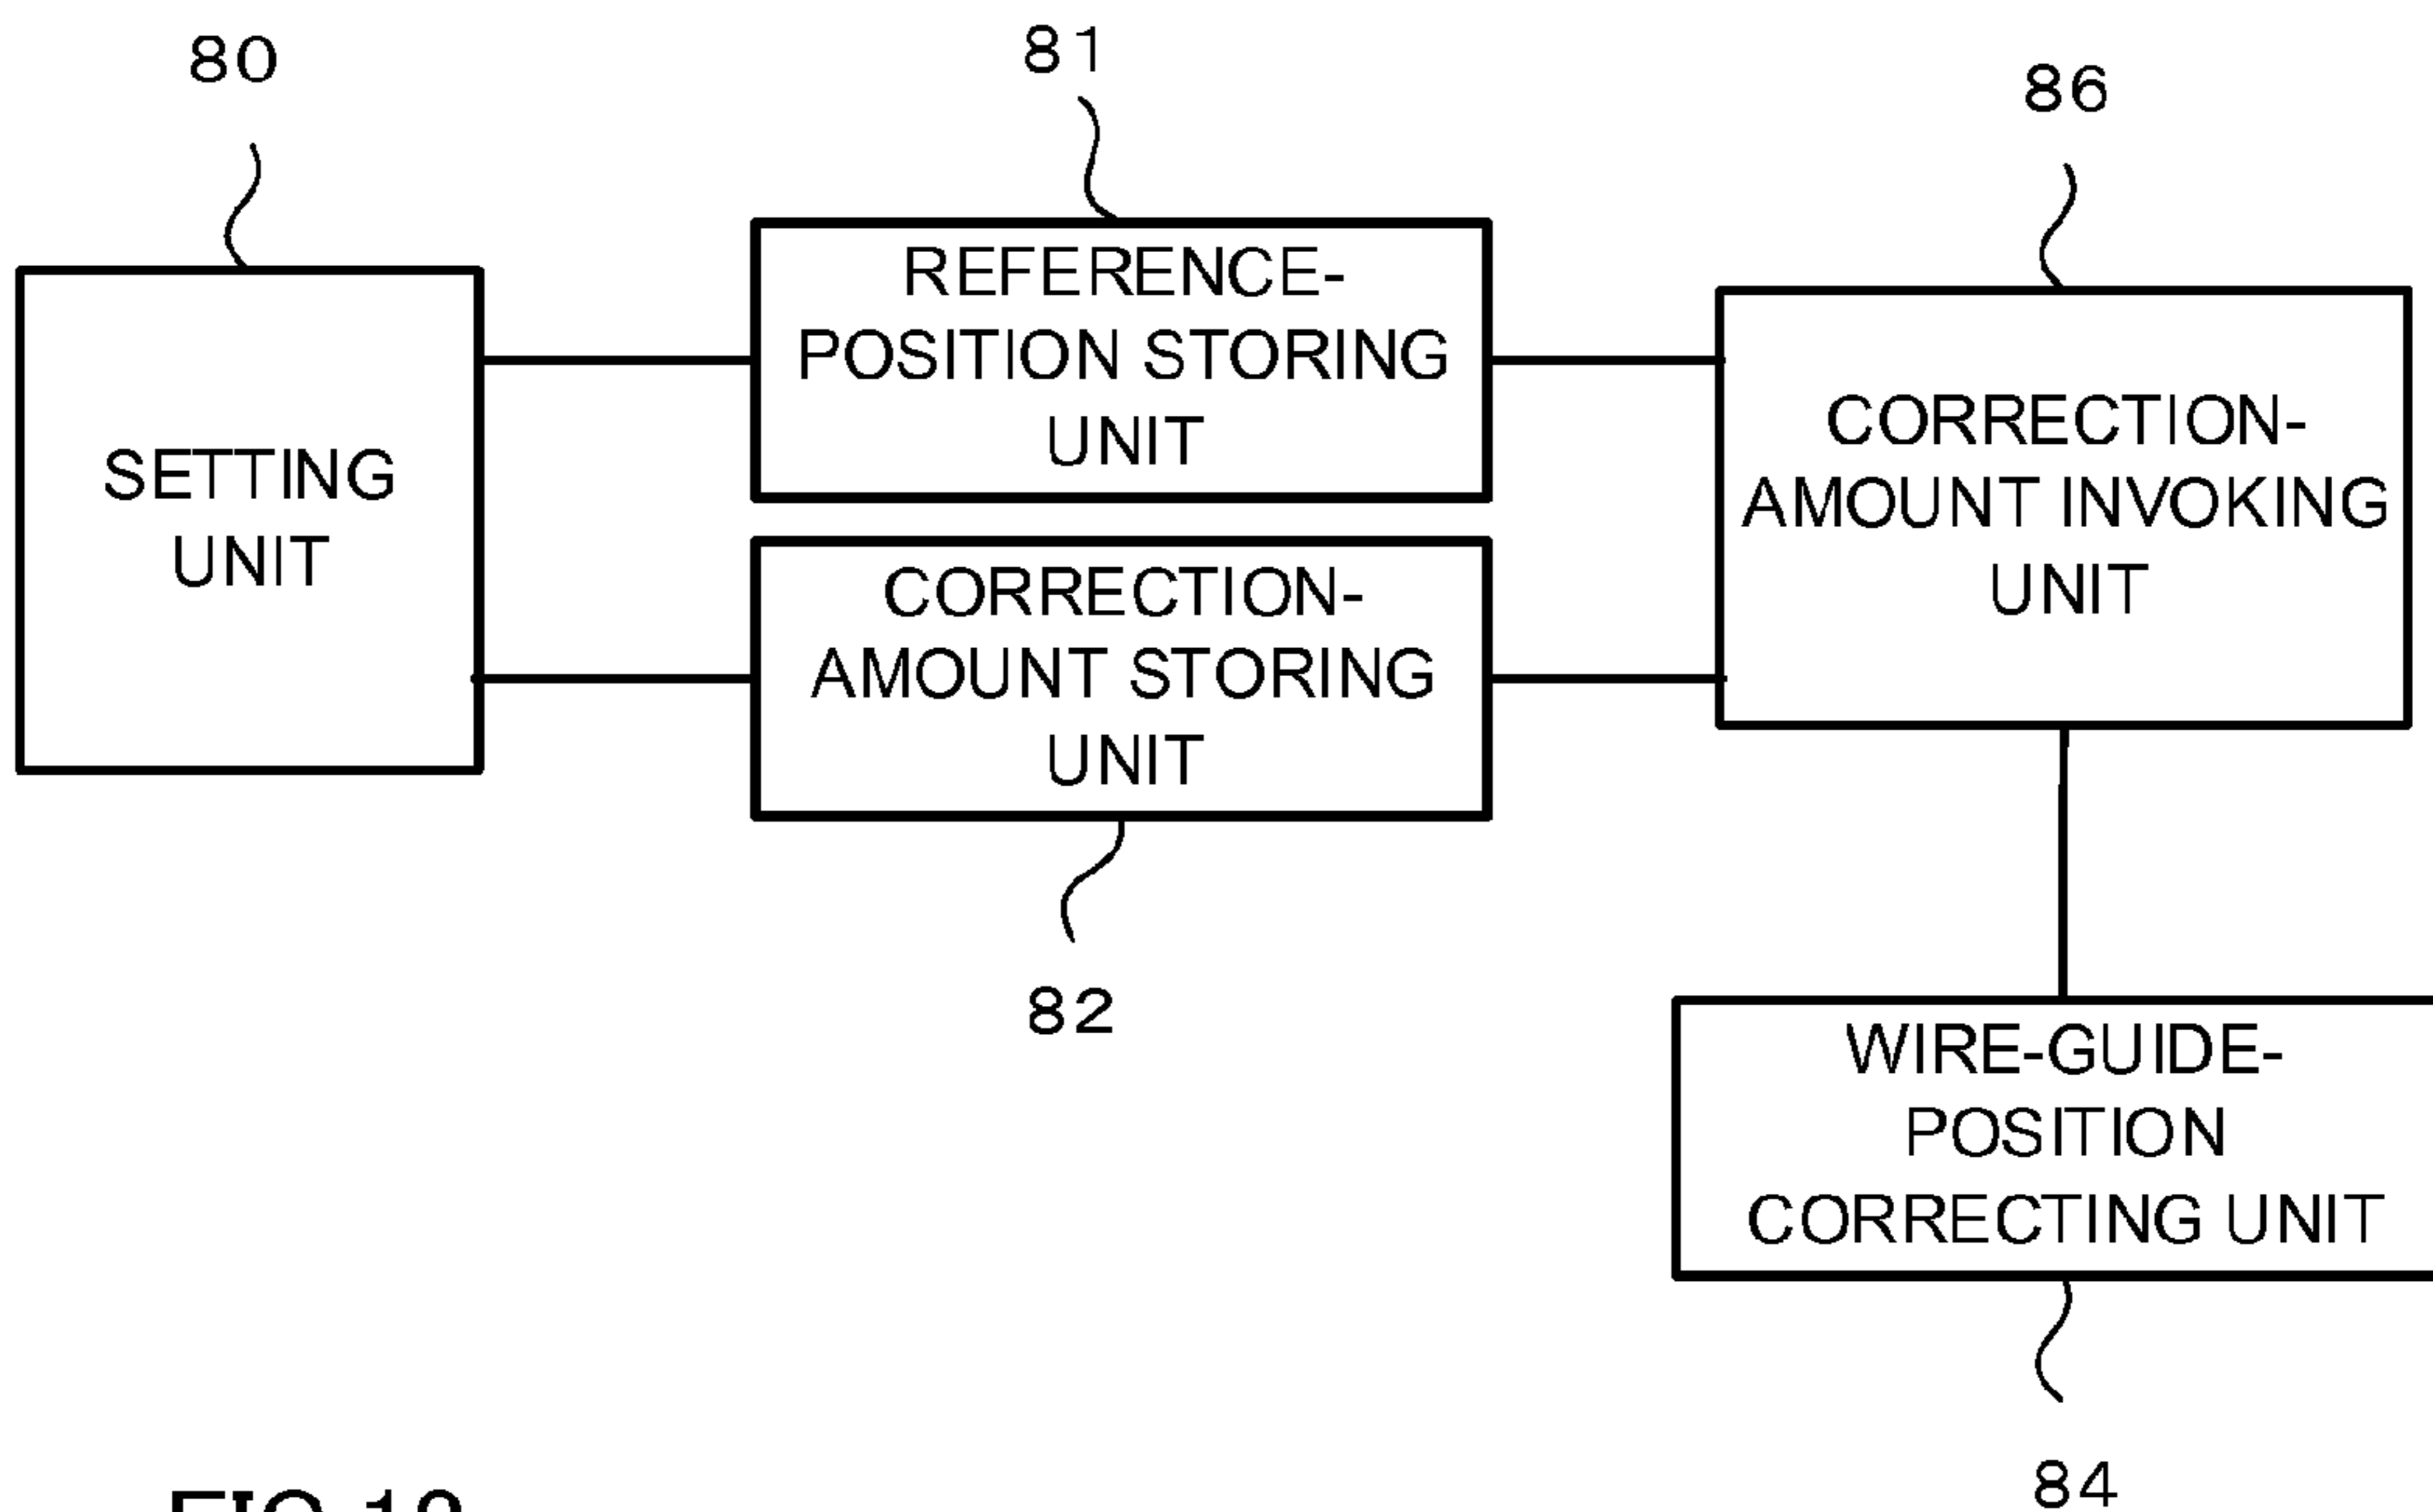 80
81
86
SETTING
UNIT
REFERENCE-
POSITION STORING
UNIT
CORRECTION-
AMOUNT STORING
UNIT
CORRECTION-
AMOUNT INVOKING
UNIT
82
WIRE-GUIDE-
POSITION
CORRECTING UNIT
84